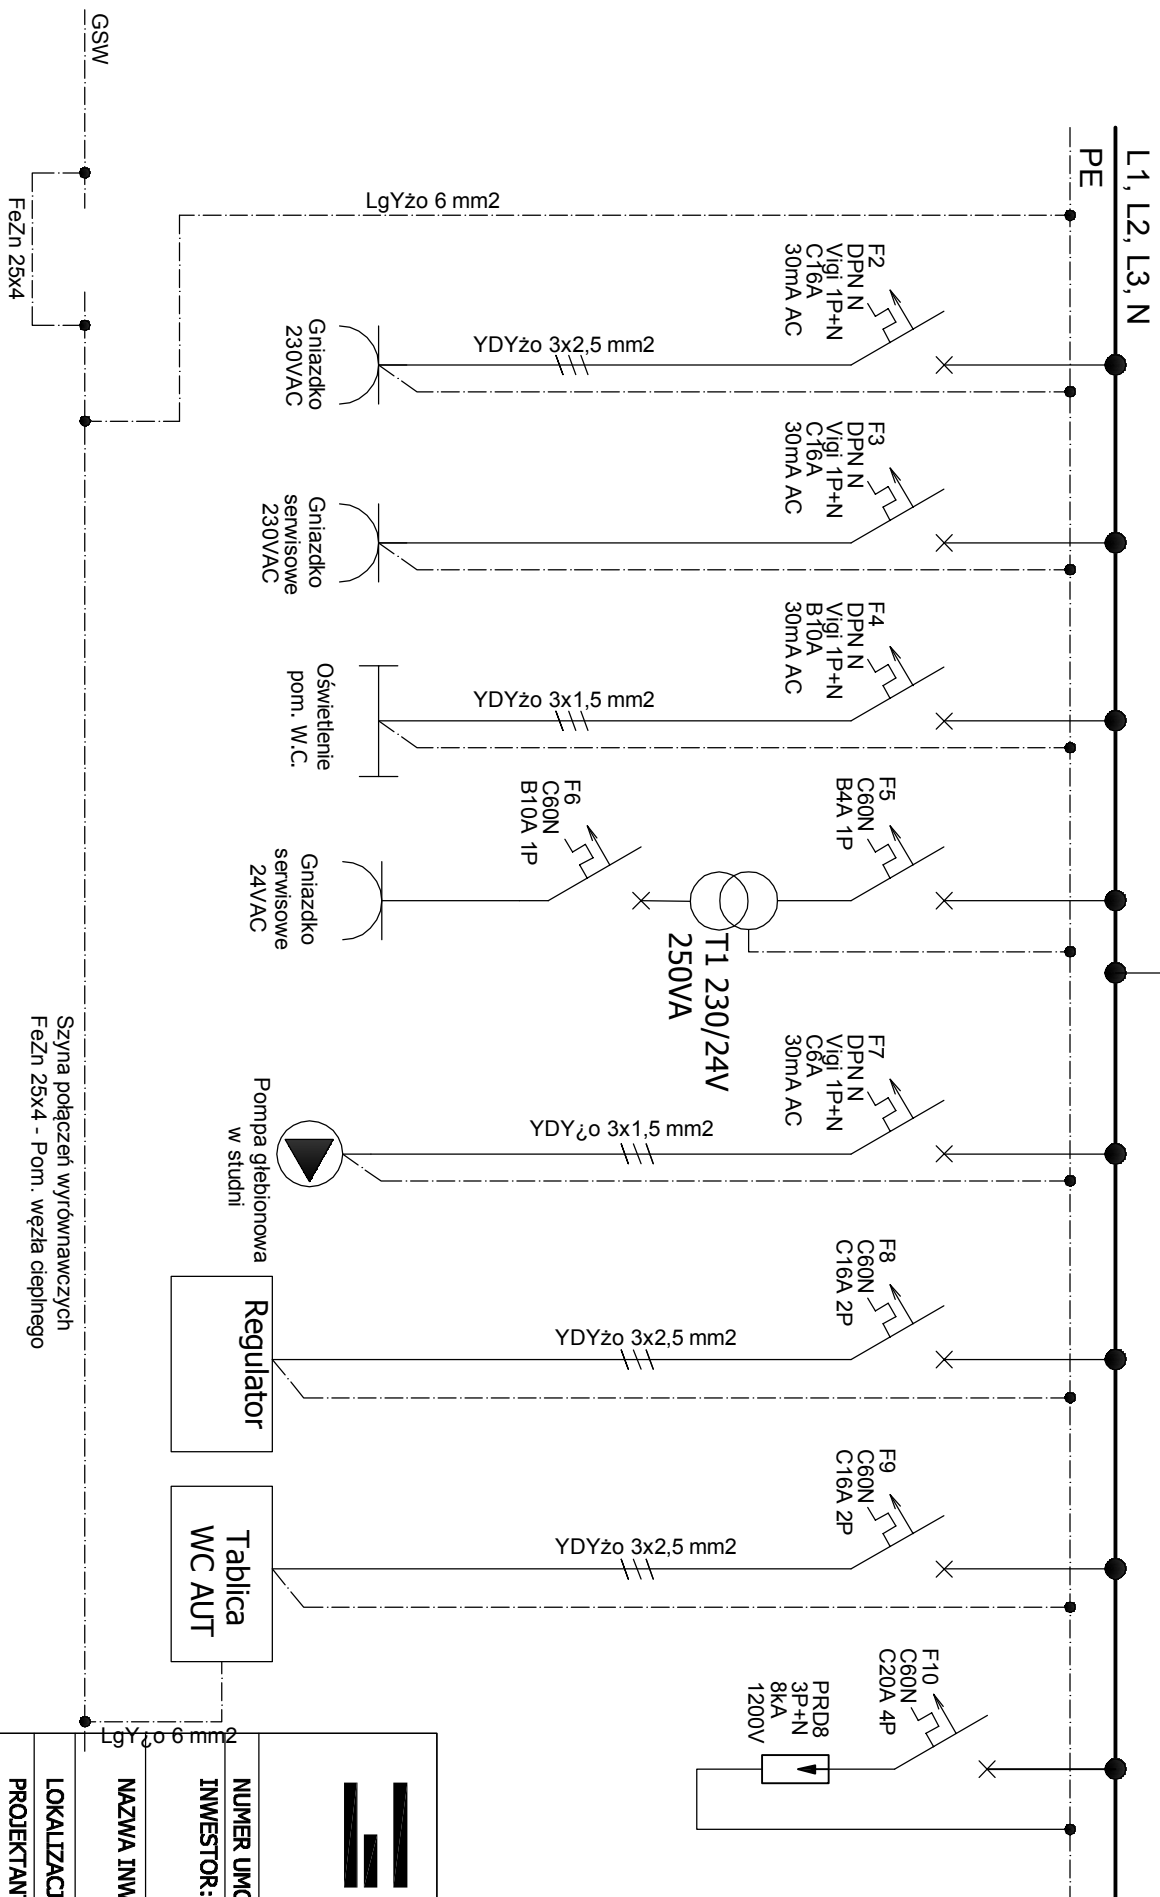 L1, L2, L3, N
PE
GSW
FeZn 25x4
LgYżo 6 mm2
F2
DPN N
Vigi 1P+N
C16A
30mA AC
YDYżo 3x2,5 mm2
Gniazdko
230VAC
F3
DPN N
Vigi 1P+N
C16A
30mA AC
Gniazdko
serwisowe
230VAC
F4
DPN N
Vigi 1P+N
B10A
30mA AC
YDYżo 3x1,5 mm2
Oświetlenie
pom. W.C.
F5
C60N
B4A 1P
T1 230/24V
250VA
F6
C60N
B10A 1P
Gniazdko
serwisowe
24VAC
F7
DPN N
Vigi 1P+N
C6A
30mA AC
YDY¿o 3x1,5 mm2
Pompa głebionowa
w studni
F8
C60N
C16A 2P
YDYżo 3x2,5 mm2
Regulator
F9
C60N
C16A 2P
YDYżo 3x2,5 mm2
Tablica
WC AUT
F10
C60N
C20A 4P
PRD8
3P+N
8kA
1200V
Szyna połączeń wyrównawczych
FeZn 25x4 - Pom. węzła cieplnego
LgY¿o 6 mm2
NUMER UMO
INWESTOR:
NAZWA INW
LOKALIZACJ
PROJEKTANT